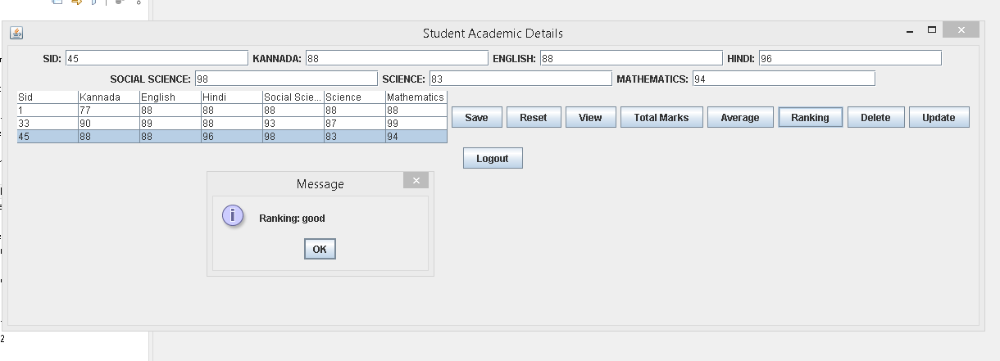 Student Academic Details
SID: 45 KANNADA: 88 ENGLISH: 88 HINDI: 96
SOCIAL SCIENCE: 98 SCIENCE: 83 MATHEMATICS: 94
Sid Kannada English Hindi Social Scie... Science Mathematics
1 77 88 88 88 88 88
33 90 89 88 93 87 99
45 88 88 96 98 83 94
Save Reset View Total Marks Average Ranking Delete Update
Logout
Message
Ranking: good
OK
2